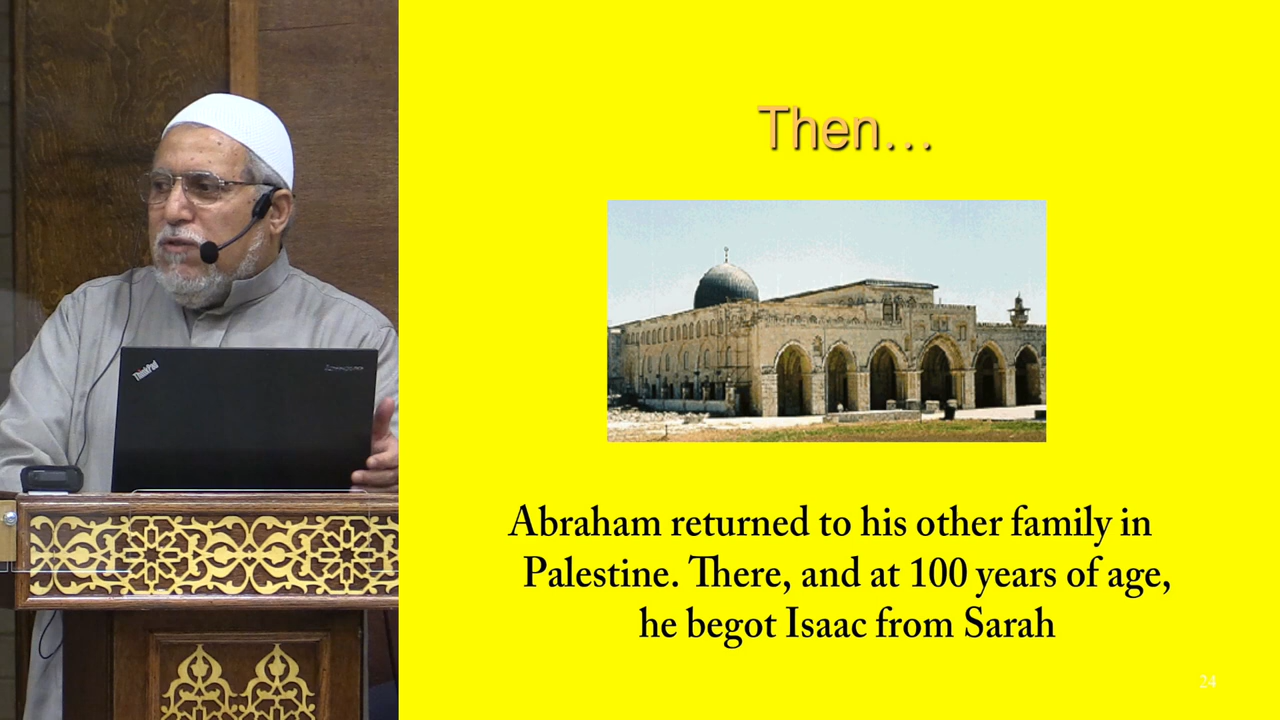 ThinkPad
Then...
Abraham returned to his other family in
Palestine. There, and at 100 years of age,
he begot Isaac from Sarah
24